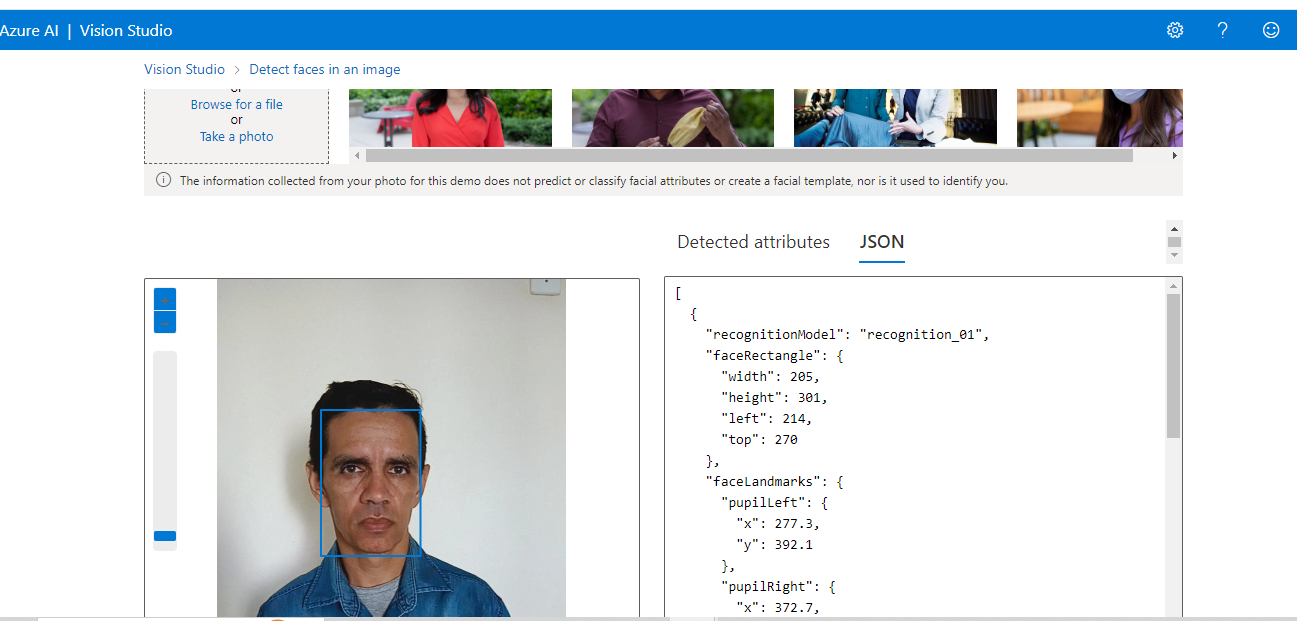 Azure AI | Vision Studio
Vision Studio > Detect faces in an image
or
Browse for a file
or
Take a photo
The information collected from your photo for this demo does not predict or classify facial attributes or create a facial template, nor is it used to identify you.
Detected attributes JSON
[
{
"recognitionModel": "recognition_01",
"faceRectangle": {
"width": 205,
"height": 301,
"left": 214,
"top": 270
},
"faceLandmarks": {
"pupilLeft": {
"x": 277.3,
"y": 392.1
},
"pupilRight": {
"x": 372.7,